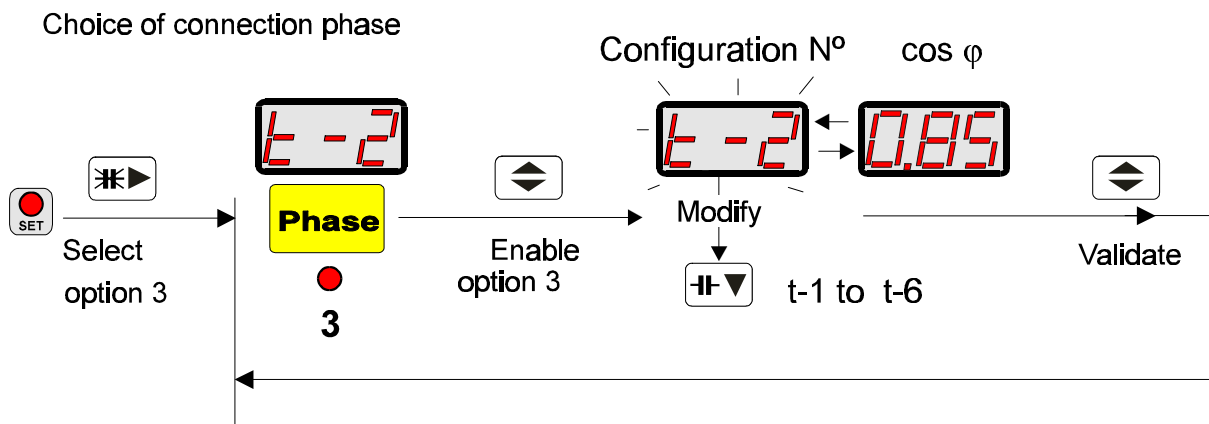 Choice of connection phase
Configuration Nº cos φ
t-2
t-2 0.85
Phase
SET
Modify
Select
option 3
Enable
option 3
Validate
t-1 to t-6
3